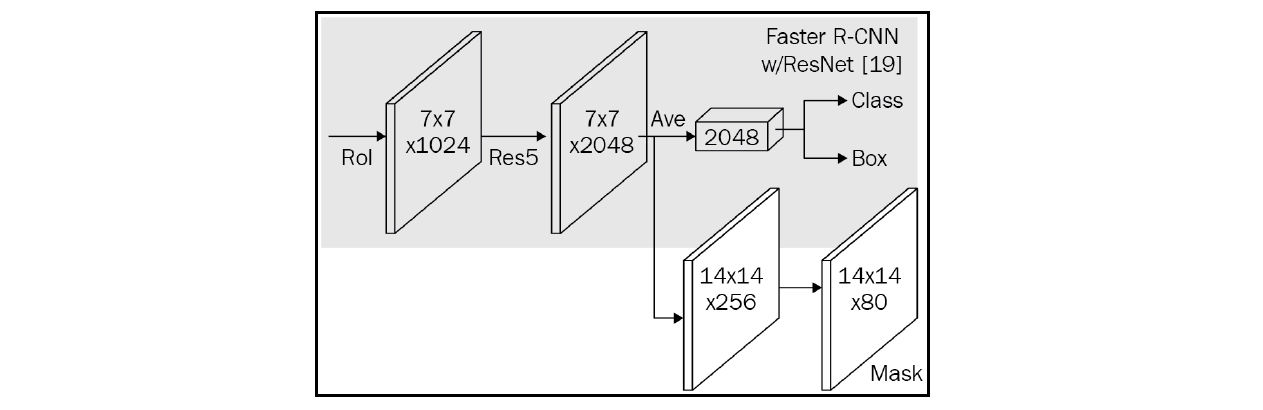 Faster R-CNN
w/ResNet [19]
7x7
x1024
RoI
Res5
7x7
x2048
Ave
2048
Class
Box
14x14
x256
14x14
x80
Mask